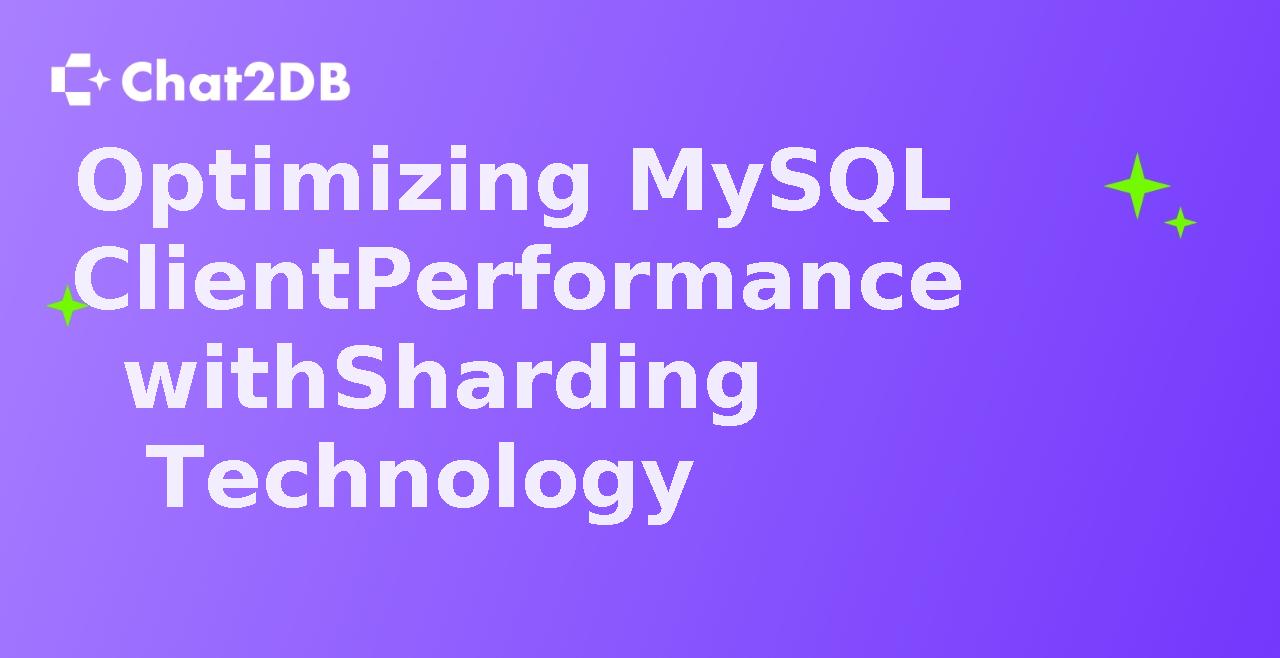 Chat2DB
Optimizing MySQL
ClientPerformance
withSharding
Technology